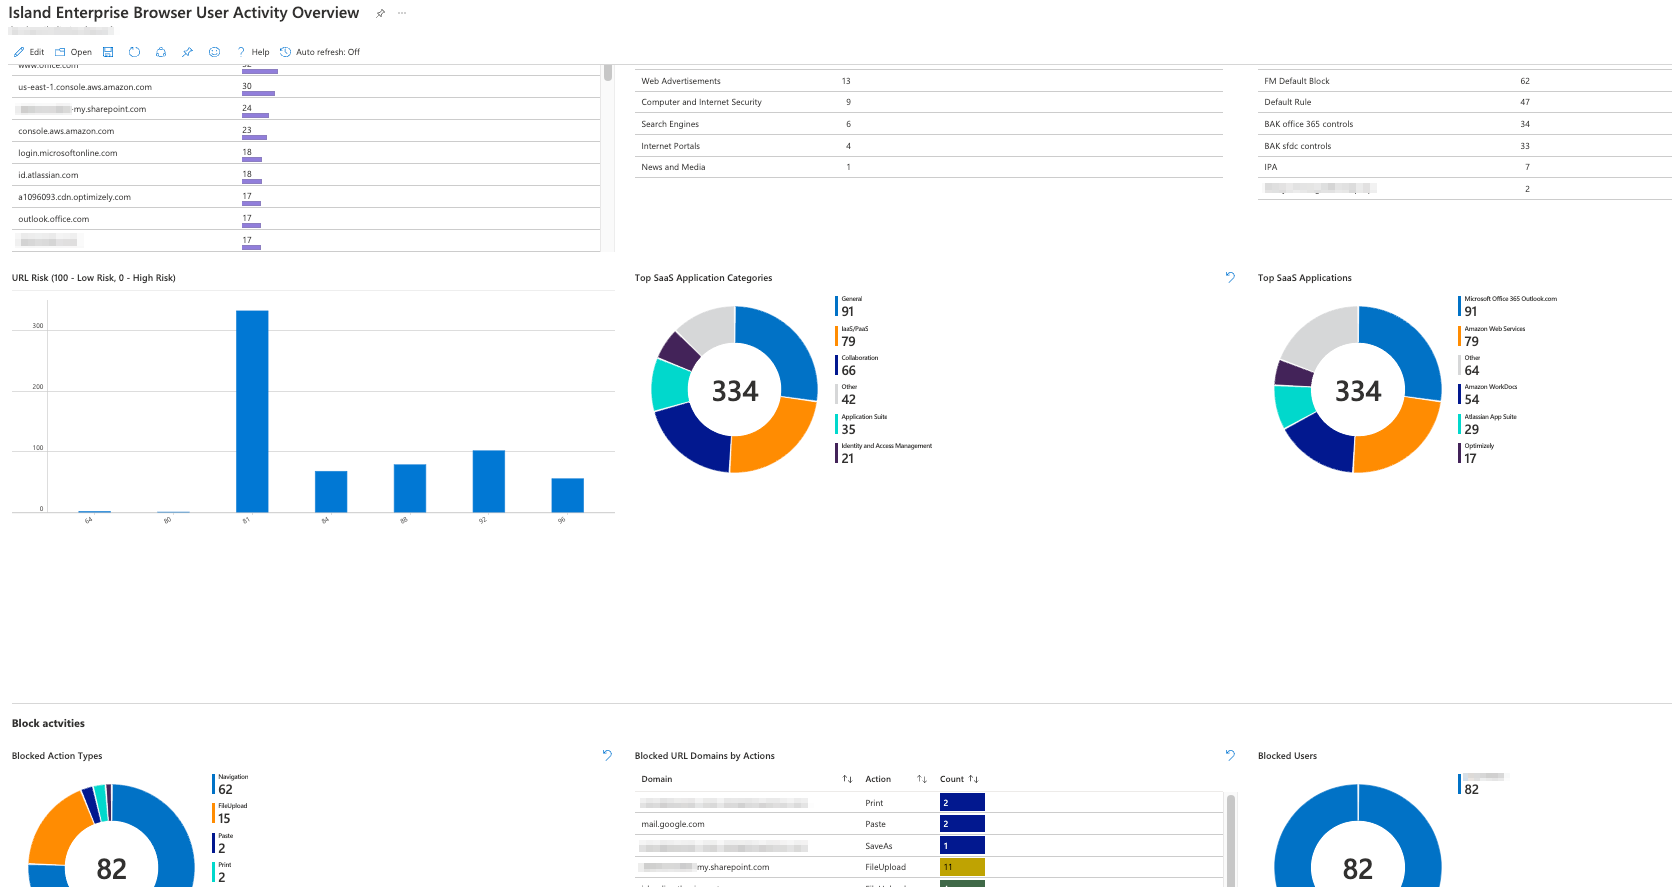 Island Enterprise Browser User Activity Overview
Edit Open ? Help Auto refresh: Off
www.office.com 32
us-east-1.console.aws.amazon.com 30
-my.sharepoint.com 24
console.aws.amazon.com 23
login.microsoftonline.com 18
id.atlassian.com 18
a1096093.cdn.optimizely.com 17
outlook.office.com 17
17
Web Advertisements 13
Computer and Internet Security 9
Search Engines 6
Internet Portals 4
News and Media 1
FM Default Block 62
Default Rule 47
BAK office 365 controls 34
BAK sfdc controls 33
IPA 7
2
URL Risk (100 - Low Risk, 0 - High Risk)
300
200
100
0
64 80 81 84 88 92 96
Top SaaS Application Categories
334
General
91
IaaS/PaaS
79
Collaboration
66
Other
42
Application Suite
35
Identity and Access Management
21
Top SaaS Applications
334
Microsoft Office 365 Outlook.com
91
Amazon Web Services
79
Other
64
Amazon WorkDocs
54
Atlassian App Suite
29
Optimizely
17
Block actvities
Blocked Action Types
82
Navigation
62
FileUpload
15
Paste
2
Print
2
Blocked URL Domains by Actions
Domain Action Count
Print 2
mail.google.com Paste 2
SaveAs 1
my.sharepoint.com FileUpload 11
Blocked Users
82
82